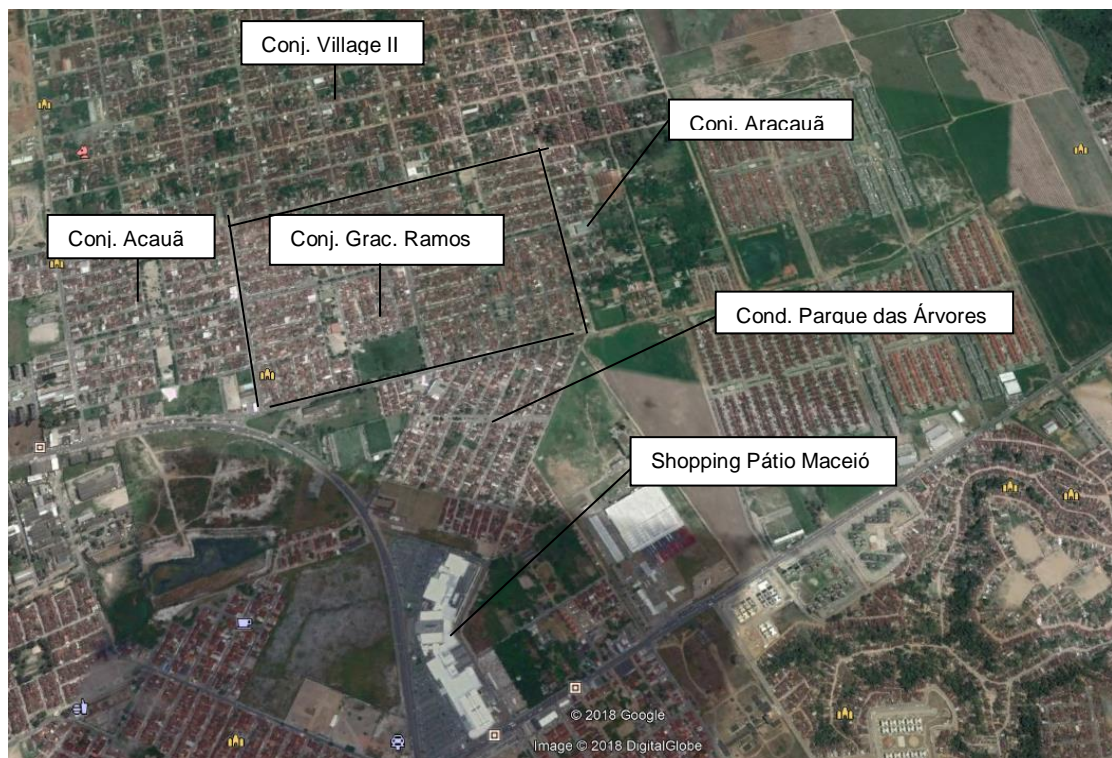 Conj. Village II
Conj. Aracauã
Conj. Acauã
Conj. Grac. Ramos
Cond. Parque das Árvores
Shopping Pátio Maceió
© 2018 Google
Image © 2018 DigitalGlobe